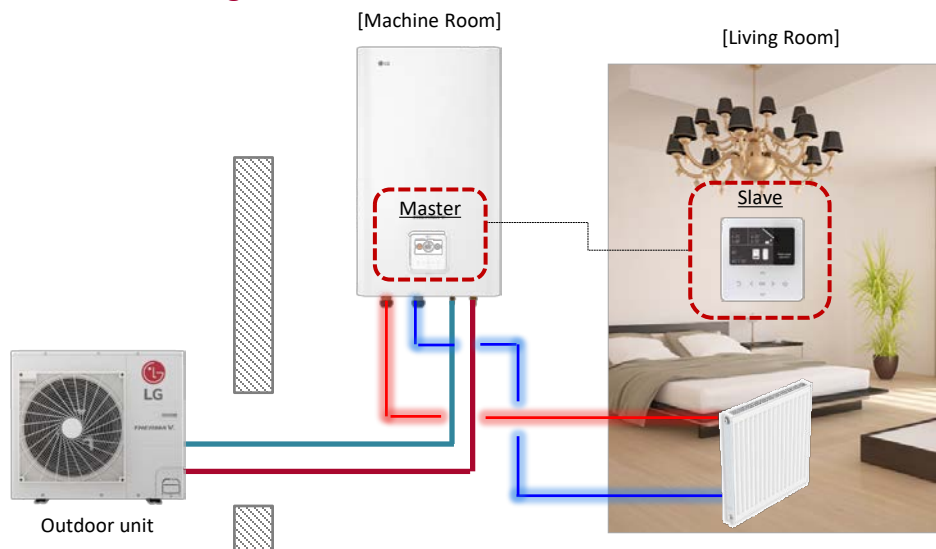 [Machine Room]
[Living Room]
LG
Master
Slave
LG
THERMA V
Outdoor unit